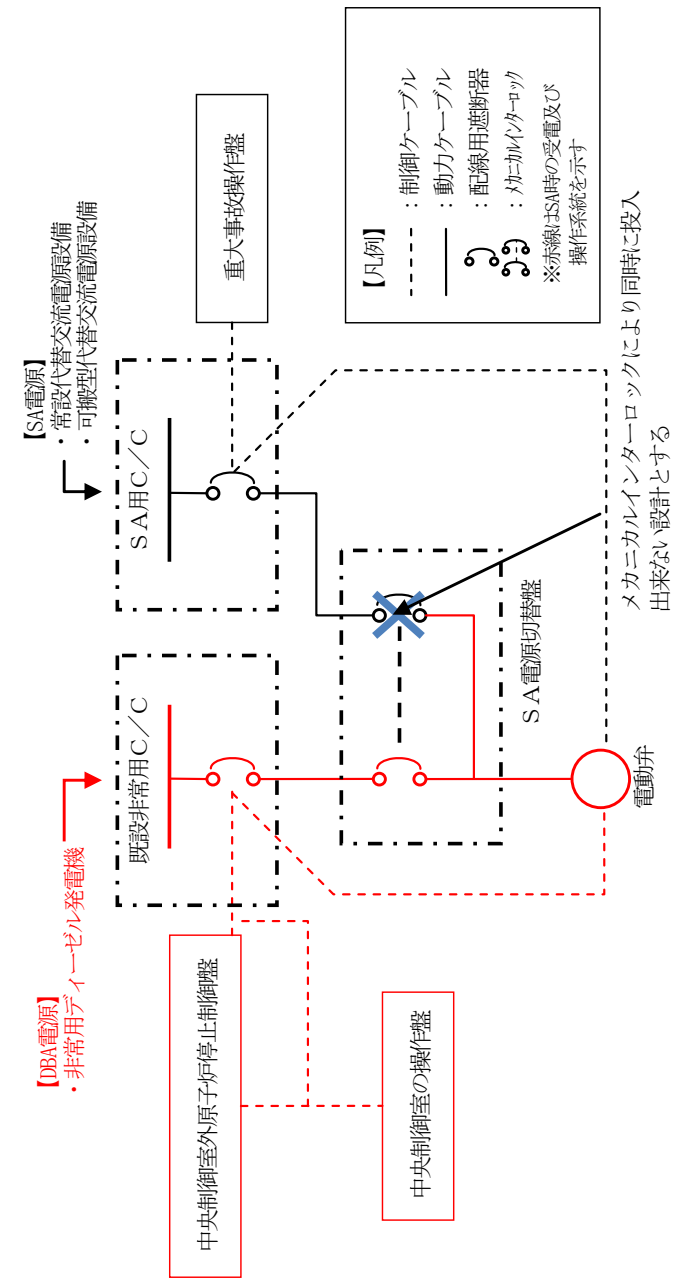 【DBA電源】
・非常用ディーゼル発電機
【SA電源】
・常設代替交流電源設備
・可搬型代替交流電源設備
既設非常用C／C
ＳＡ用C／C
重大事故操作盤
中央制御室外原子炉停止制御盤
中央制御室の操作盤
ＳＡ電源切替盤
電動弁
メカニカルインターロックにより同時に投入
出来ない設計とする
【凡例】
：制御ケーブル
：動力ケーブル
：配線用遮断器
：メカニカルインターロック
※赤線はSA時の受電及び
操作系統を示す